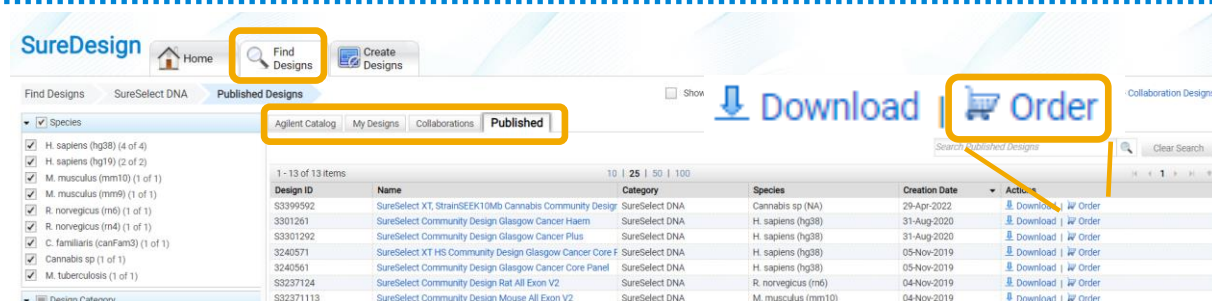 SureDesign
Home
Find Designs
Create Designs
Find Designs
SureSelect DNA
Published Designs
Show
Download | Order
Collaboration Designs
Species
Agilent Catalog
My Designs
Collaborations
Published
H. sapiens (hg38) (4 of 4)
H. sapiens (hg19) (2 of 2)
M. musculus (mm10) (1 of 1)
M. musculus (mm9) (1 of 1)
R. norvegicus (rn6) (1 of 1)
R. norvegicus (rn4) (1 of 1)
C. familiaris (canFam3) (1 of 1)
Cannabis sp (1 of 1)
M. tuberculosis (1 of 1)
Design Category
Search Published Designs
Clear Search
1 - 13 of 13 items 10 | 25 | 50 | 100 1
Design ID Name Category Species Creation Date Actions
S3399592 SureSelect XT, StrainSEEK10Mb Cannabis Community Design SureSelect DNA Cannabis sp (NA) 29-Apr-2022 Download | Order
3301261 SureSelect Community Design Glasgow Cancer Haem SureSelect DNA H. sapiens (hg38) 31-Aug-2020 Download | Order
S3301292 SureSelect Community Design Glasgow Cancer Plus SureSelect DNA H. sapiens (hg38) 31-Aug-2020 Download | Order
3240571 SureSelect XT HS Community Design Glasgow Cancer Core F SureSelect DNA H. sapiens (hg38) 05-Nov-2019 Download | Order
3240561 SureSelect Community Design Glasgow Cancer Core Panel SureSelect DNA H. sapiens (hg38) 05-Nov-2019 Download | Order
S3237124 SureSelect Community Design Rat All Exon V2 SureSelect DNA R. norvegicus (rn6) 04-Nov-2019 Download | Order
S32371113 SureSelect Community Design Mouse All Exon V2 SureSelect DNA M. musculus (mm10) 04-Nov-2019 Download | Order